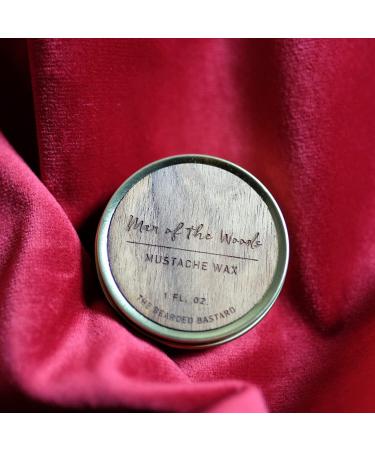 Man of the Woods
MUSTACHE WAX
1 FL. OZ.
THE BEARDED BASTARD